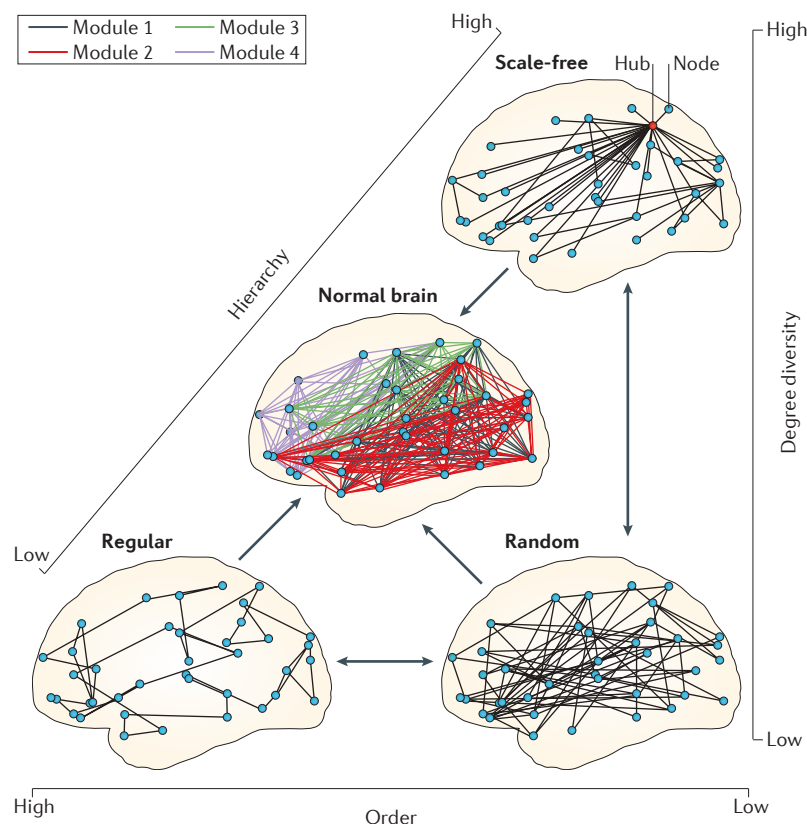 Module 1
Module 3
Module 2
Module 4
High
High
Scale-free
Hub
Node
Hierarchy
Normal brain
Degree diversity
Low
Regular
Random
Low
High
Order
Low